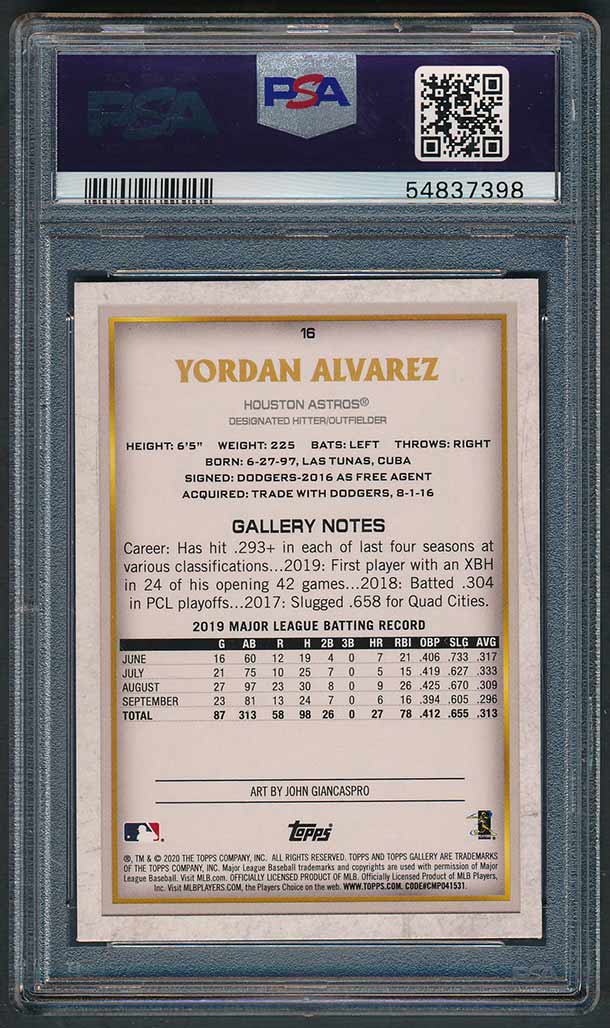 PSA
PSA
54837398
16
YORDAN ALVAREZ
HOUSTON ASTROS®
DESIGNATED HITTER/OUTFIELDER
HEIGHT: 6'5" WEIGHT: 225 BATS: LEFT THROWS: RIGHT
BORN: 6-27-97, LAS TUNAS, CUBA
SIGNED: DODGERS-2016 AS FREE AGENT
ACQUIRED: TRADE WITH DODGERS, 8-1-16
GALLERY NOTES
Career: Has hit .293+ in each of last four seasons at
various classifications...2019: First player with an XBH
in 24 of his opening 42 games...2018: Batted .304
in PCL playoffs...2017: Slugged .658 for Quad Cities.
2019 MAJOR LEAGUE BATTING RECORD
G AB R H 2B 3B HR RBI OBP SLG AVG
JUNE 16 60 12 19 4 0 7 21 .406 .733 .317
JULY 21 75 10 25 7 0 5 15 .419 .627 .333
AUGUST 27 97 23 30 8 0 9 26 .425 .670 .309
SEPTEMBER 23 81 13 24 7 0 6 16 .394 .605 .296
TOTAL 87 313 58 98 26 0 27 78 .412 .655 .313
ART BY JOHN GIANCASPRO
Topps
®, TM & © 2020 THE TOPPS COMPANY, INC. ALL RIGHTS RESERVED. TOPPS AND TOPPS GALLERY ARE TRADEMARKS
OF THE TOPPS COMPANY, INC. Major League Baseball trademarks and copyrights are used with permission of Major
League Baseball. Visit MLB.com. OFFICIALLY LICENSED PRODUCT OF MLB. Officially Licensed Product of MLB Players,
Inc. Visit MLBPLAYERS.COM, the Players Choice on the web. WWW.TOPPS.COM. CODE#CMP041531.
PSA